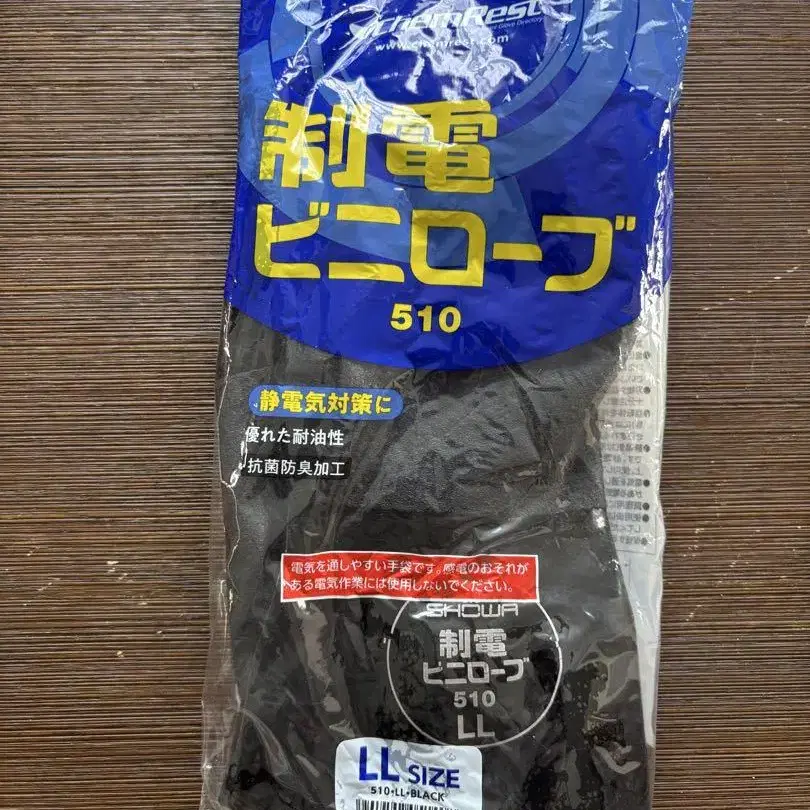 ChemRest
www.chemrest.com
制電
ビニローブ
510
静電気対策に
優れた耐油性
抗菌防臭加工
電気を通しやすい手袋です。感電のおそれが
ある電気作業には使用しないでください。
SHOWA
制電
ビニローブ
510
LL
LL SIZE
510-LL-BLACK